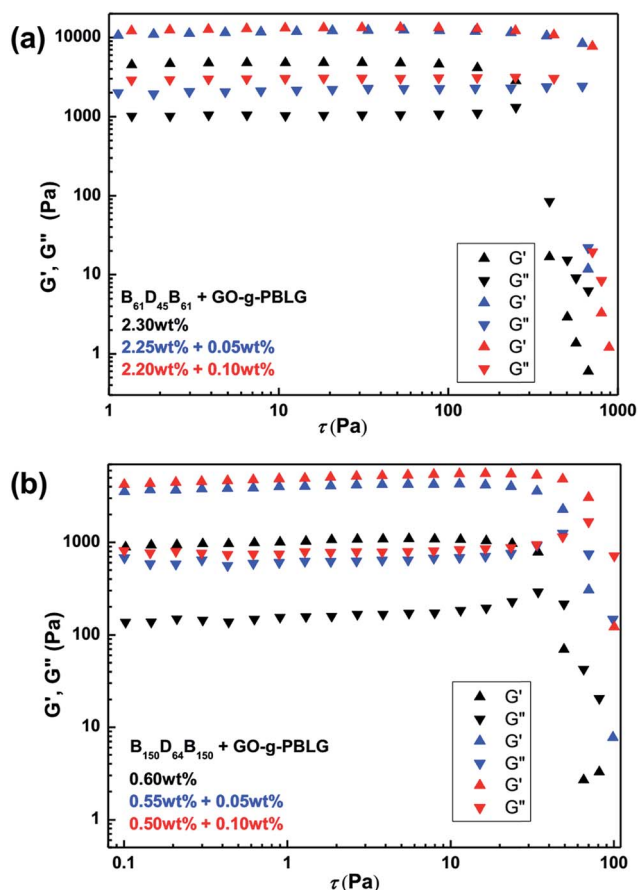 (a)
10000
1000
100
10
1
G', G" (Pa)
B61D45B61 + GO-g-PBLG
2.30wt%
2.25wt% + 0.05wt%
2.20wt% + 0.10wt%
G'
G"
G'
G"
G'
G"
1 10 100 1000
τ (Pa)
(b)
1000
100
10
1
G', G" (Pa)
B150D64B150 + GO-g-PBLG
0.60wt%
0.55wt% + 0.05wt%
0.50wt% + 0.10wt%
G'
G"
G'
G"
G'
G"
0.1 1 10 100
τ (Pa)